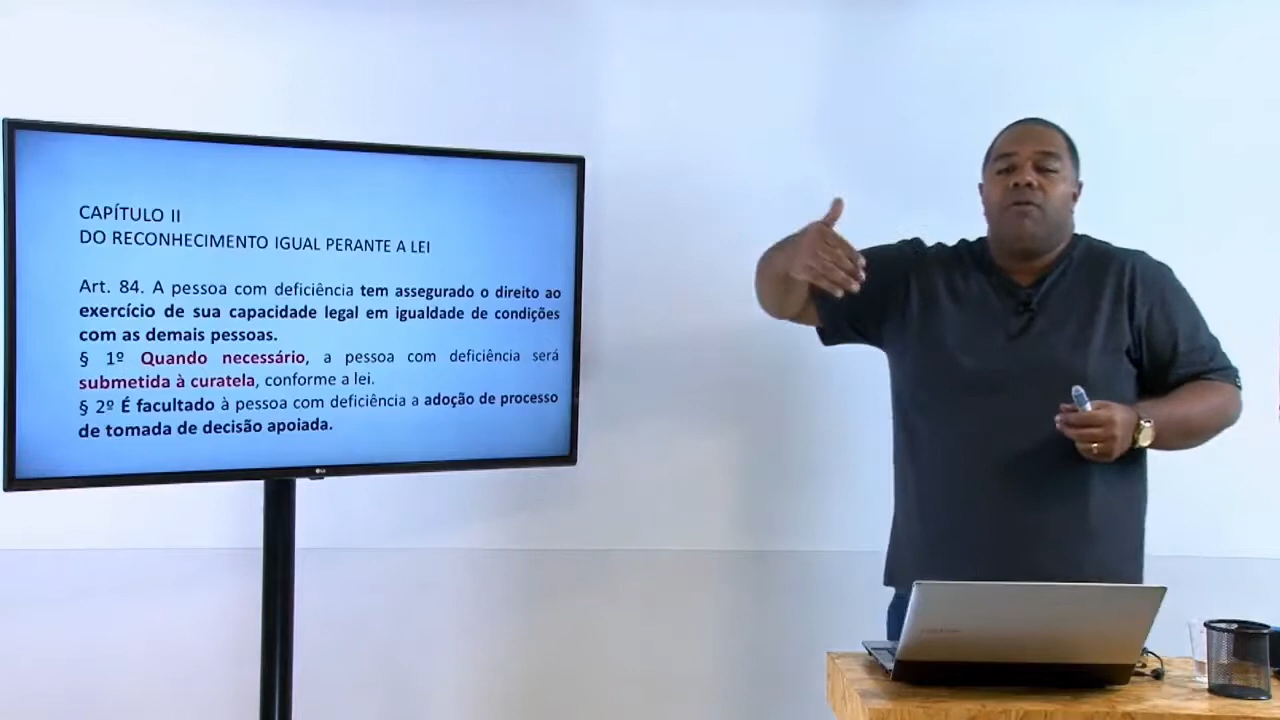 CAPÍTULO II
DO RECONHECIMENTO IGUAL PERANTE A LEI
Art. 84. A pessoa com deficiência tem assegurado o direito ao
exercício de sua capacidade legal em igualdade de condições
com as demais pessoas.
§ 1º Quando necessário, a pessoa com deficiência será
submetida à curatela, conforme a lei.
§ 2º É facultado à pessoa com deficiência a adoção de processo
de tomada de decisão apoiada.
LG